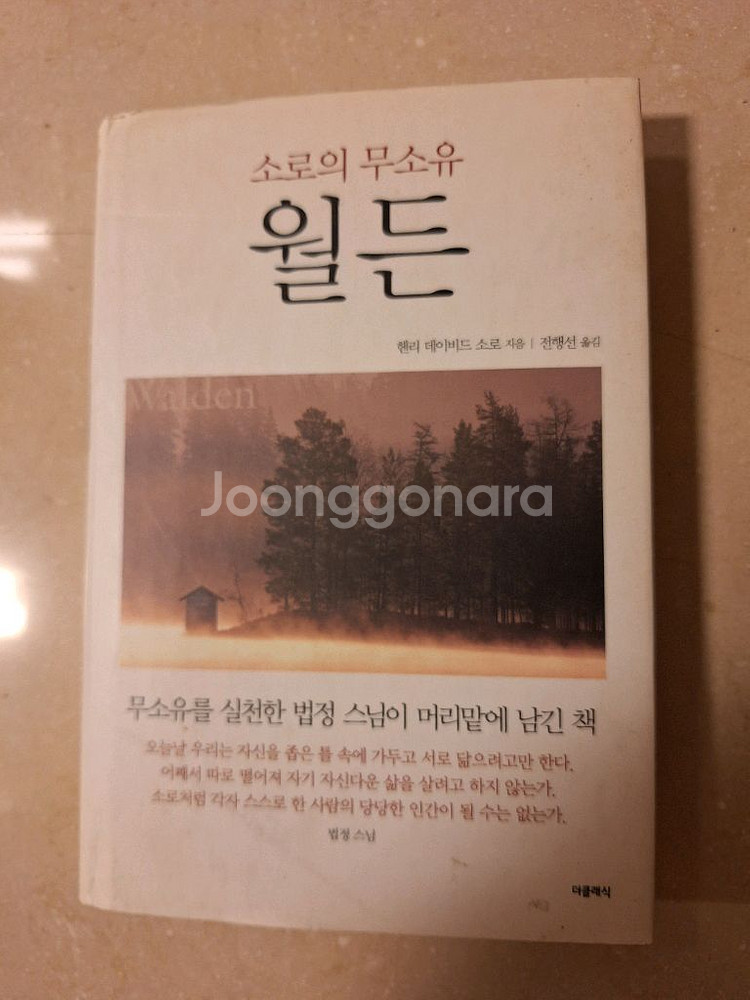 소로의 무소유
월든
헨리 데이비드 소로 지음 | 전행선 옮김
Walden
Joonggonara
무소유를 실천한 법정 스님이 머리맡에 남긴 책
오늘날 우리는 자신을 좁은 틀 속에 가두고 서로 닮으려고만 한다.
어째서 따로 떨어져 자기 자신다운 삶을 살려고 하지 않는가.
소로처럼 각자 스스로 한 사람의 당당한 인간이 될 수는 없는가.
법정 스님
더클래식